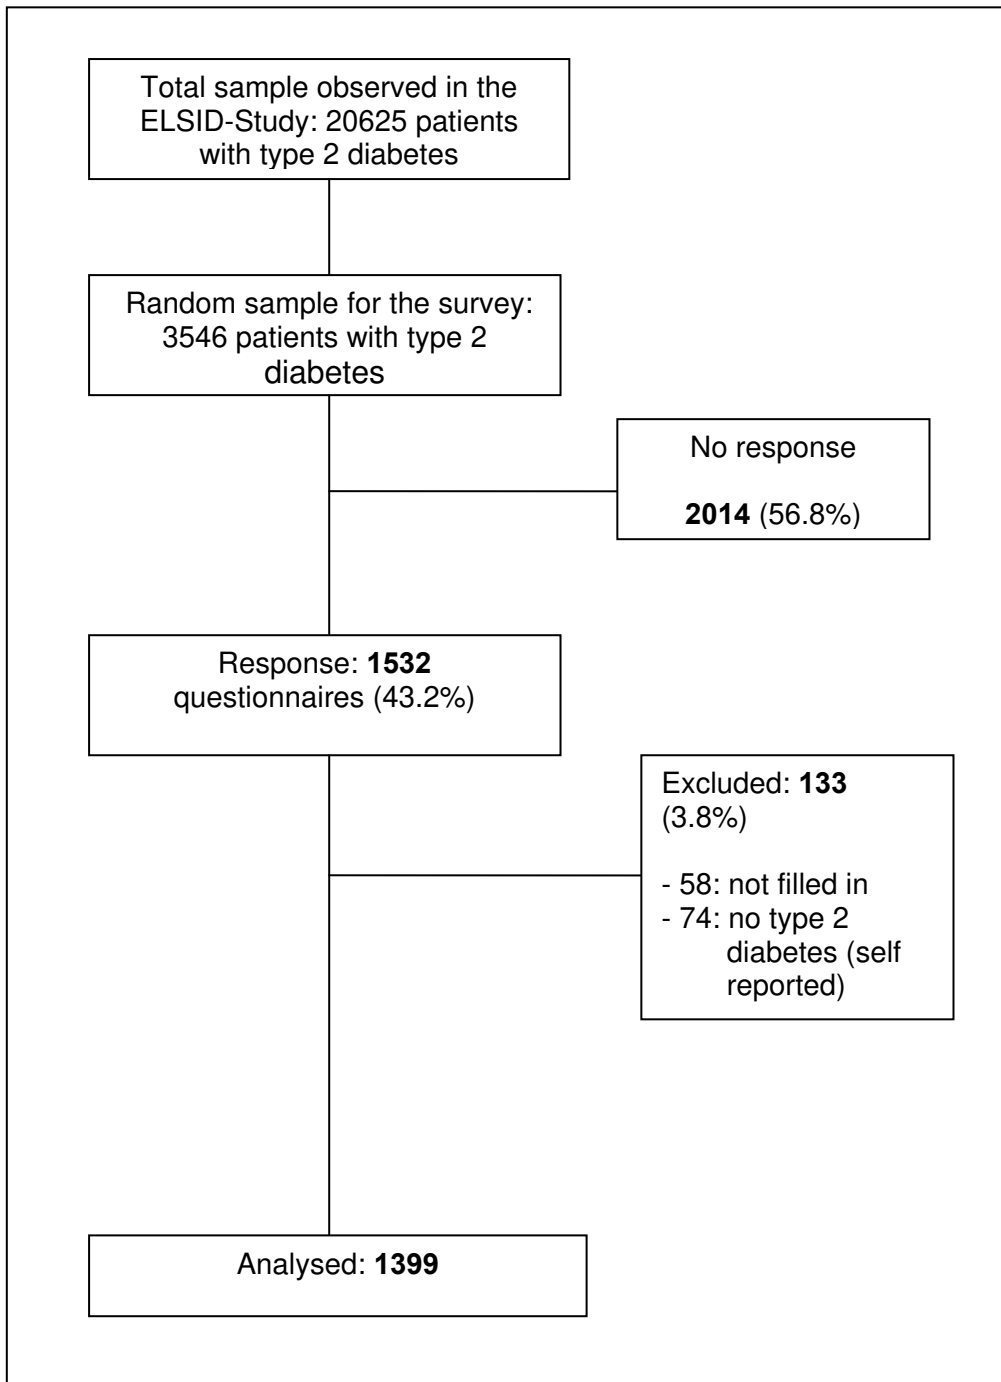 Total sample observed in the
ELSID-Study: 20625 patients
with type 2 diabetes
Random sample for the survey:
3546 patients with type 2
diabetes
No response
2014 (56.8%)
Response: 1532
questionnaires (43.2%)
Excluded: 133
(3.8%)
- 58: not filled in
- 74: no type 2
diabetes (self
reported)
Analysed: 1399